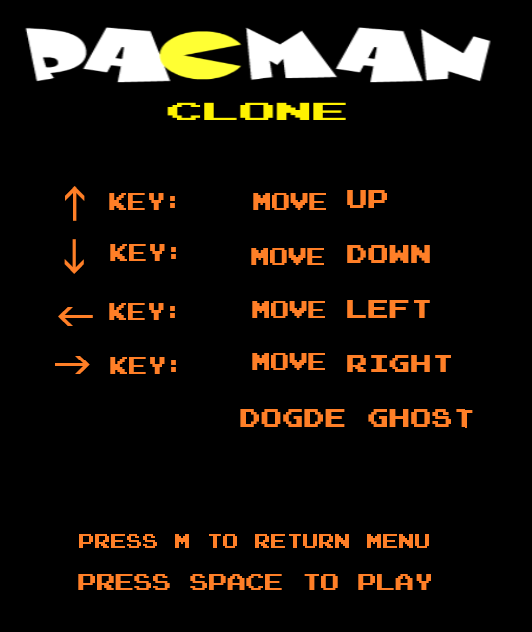 PACMAN
CLONE
↑ KEY: MOVE UP
↓ KEY: MOVE DOWN
← KEY: MOVE LEFT
→ KEY: MOVE RIGHT
DOGDE GHOST
PRESS M TO RETURN MENU
PRESS SPACE TO PLAY